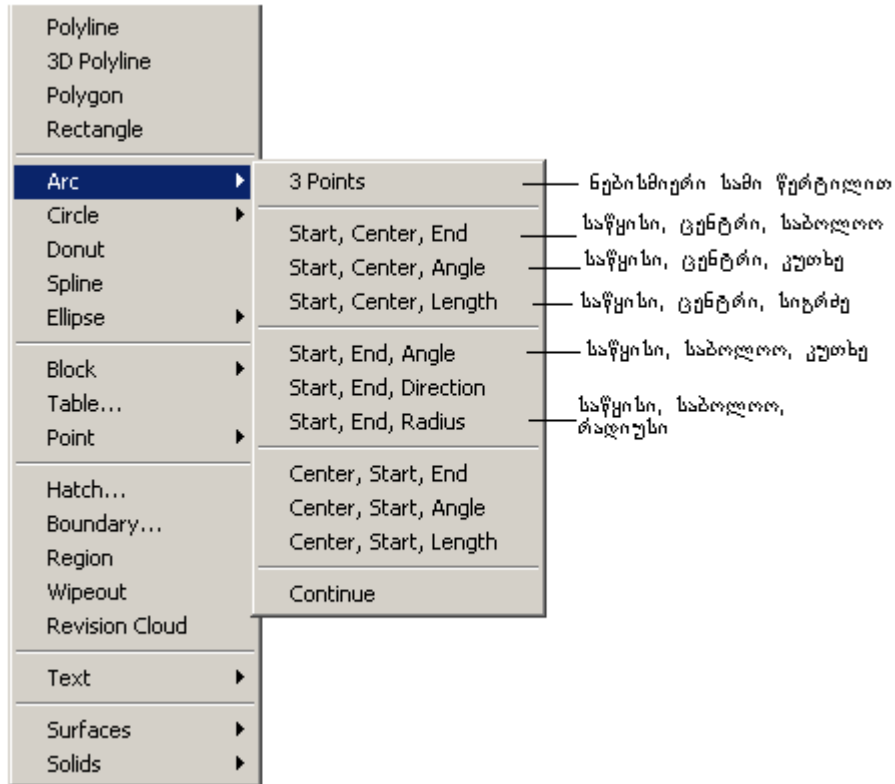 Polyline
3D Polyline
Polygon
Rectangle
Arc
Circle
Donut
Spline
Ellipse
Block
Table...
Point
Hatch...
Boundary...
Region
Wipeout
Revision Cloud
Text
Surfaces
Solids
3 Points
Start, Center, End
Start, Center, Angle
Start, Center, Length
Start, End, Angle
Start, End, Direction
Start, End, Radius
Center, Start, End
Center, Start, Angle
Center, Start, Length
Continue
ნებისმიერი სამი წერტილით
საწყისი, ცენტრი, საბოლოო
საწყისი, ცენტრი, კუთხე
საწყისი, ცენტრი, სიგრძე
საწყისი, საბოლოო, კუთხე
საწყისი, საბოლოო,
რადიუსი